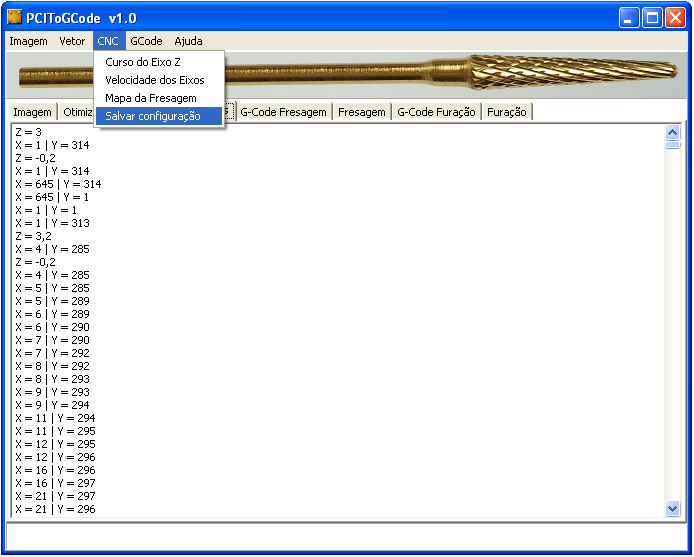 PCIToGCode v1.0
Imagem Vetor CNC GCode Ajuda
Curso do Eixo Z
Velocidade dos Eixos
Mapa da Fresagem
Salvar configuração
Imagem Otimiz s G-Code Fresagem Fresagem G-Code Furação Furação
Z = 3
X = 1 | Y = 314
Z = -0,2
X = 1 | Y = 314
X = 645 | Y = 314
X = 645 | Y = 1
X = 1 | Y = 1
X = 1 | Y = 313
Z = 3,2
X = 4 | Y = 285
Z = -0,2
X = 4 | Y = 285
X = 5 | Y = 285
X = 5 | Y = 289
X = 6 | Y = 289
X = 6 | Y = 290
X = 7 | Y = 290
X = 7 | Y = 292
X = 8 | Y = 292
X = 8 | Y = 293
X = 9 | Y = 293
X = 9 | Y = 294
X = 11 | Y = 294
X = 11 | Y = 295
X = 12 | Y = 295
X = 12 | Y = 296
X = 16 | Y = 296
X = 16 | Y = 297
X = 21 | Y = 297
X = 21 | Y = 296